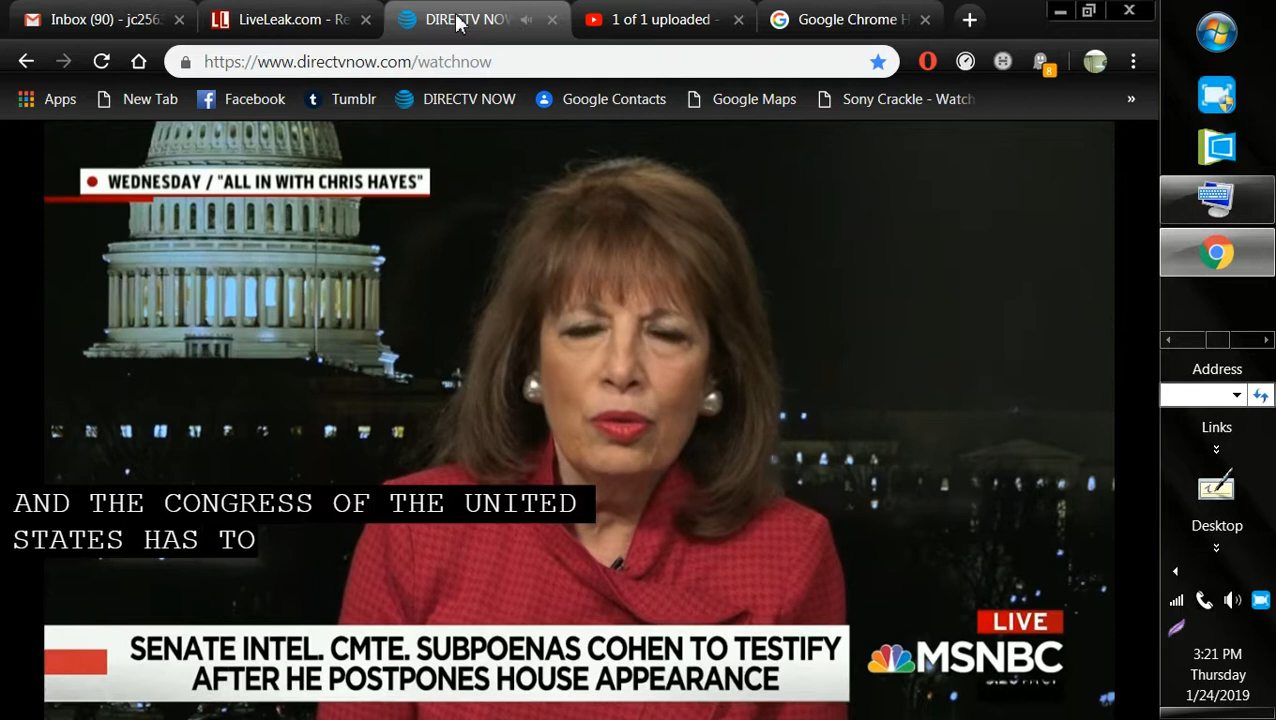 Inbox (90) - jc256
LiveLeak.com - Re
DIRECTV NOW
1 of 1 uploaded -
Google Chrome H
https://www.directvnow.com/watchnow
8
Apps
New Tab
Facebook
Tumblr
DIRECTV NOW
Google Contacts
Google Maps
Sony Crackle - Watch
»
WEDNESDAY / "ALL IN WITH CHRIS HAYES"
AND THE CONGRESS OF THE UNITED
STATES HAS TO
SENATE INTEL. CMTE. SUBPOENAS COHEN TO TESTIFY
AFTER HE POSTPONES HOUSE APPEARANCE
LIVE
MSNBC
Address
Links
Desktop
3:21 PM
Thursday
1/24/2019